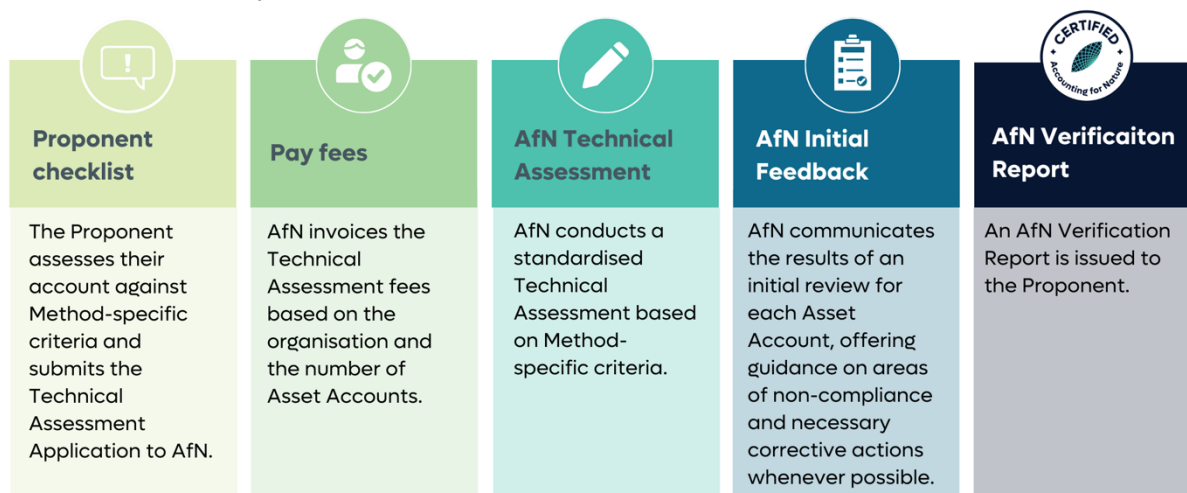 CERTIFIED
Accounting for Nature
Proponent
checklist
The Proponent
assesses their
account against
Method-specific
criteria and
submits the
Technical
Assessment
Application to AfN.
Pay fees
AfN invoices the
Technical
Assessment fees
based on the
organisation and
the number of
Asset Accounts.
AfN Technical
Assessment
AfN conducts a
standardised
Technical
Assessment based
on Method-
specific criteria.
AfN Initial
Feedback
AfN communicates
the results of an
initial review for
each Asset
Account, offering
guidance on areas
of non-compliance
and necessary
corrective actions
whenever possible.
AfN Verificaiton
Report
An AfN Verification
Report is issued to
the Proponent.